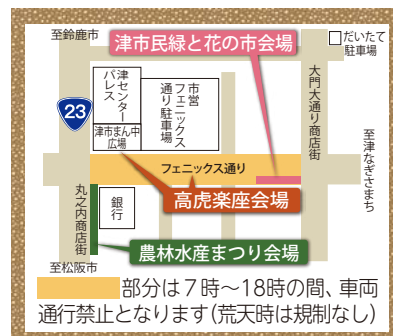 至鈴鹿市
津市民緑と花の市会場
だいたて
駐車場
津センター
パレス
市営
フェニックス
通り駐車場
大門大通り商店街
23
津市まん中
広場
至津なぎさまち
フェニックス通り
丸之内商店街
銀行
高虎楽座会場
農林水産まつり会場
至松阪市
部分は7時～18時の間、車両
通行禁止となります(荒天時は規制なし)